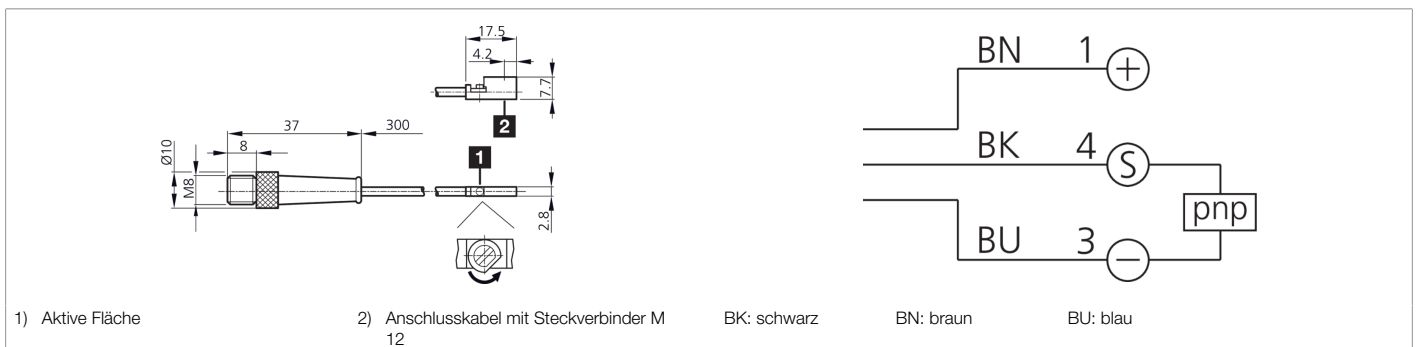 17.5
4.2
7.7
2
37
300
8
1
Ø10
M8
2.8
BN 1 +
BK 4 S
pnp
BU 3 −
1) Aktive Fläche
2) Anschlusskabel mit Steckverbinder M
12
BK: schwarz
BN: braun
BU: blau